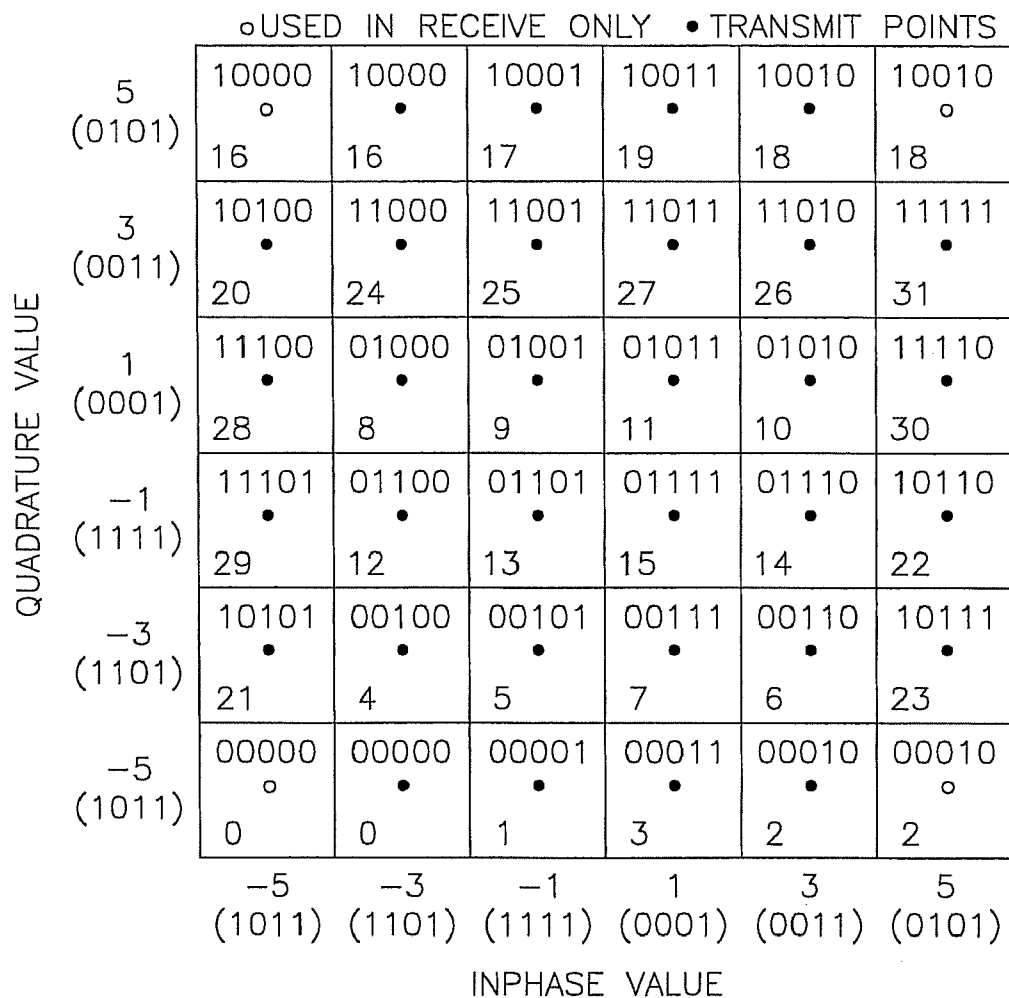 ○ USED IN RECEIVE ONLY ● TRANSMIT POINTS
5
(0101)
10000 10000 10001 10011 10010 10010
16 16 17 19 18 18
3
(0011)
10100 11000 11001 11011 11010 11111
20 24 25 27 26 31
1
(0001)
11100 01000 01001 01011 01010 11110
28 8 9 11 10 30
-1
(1111)
11101 01100 01101 01111 01110 10110
29 12 13 15 14 22
-3
(1101)
10101 00100 00101 00111 00110 10111
21 4 5 7 6 23
-5
(1011)
00000 00000 00001 00011 00010 00010
0 0 1 3 2 2
QUADRATURE VALUE
-5 -3 -1 1 3 5
(1011) (1101) (1111) (0001) (0011) (0101)
INPHASE VALUE